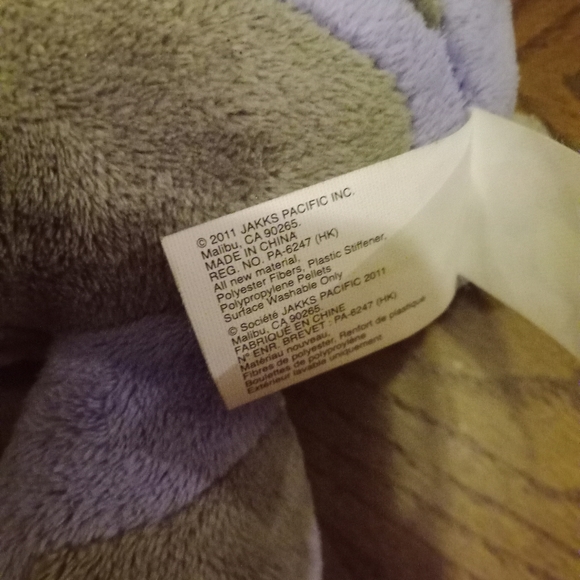 © 2011 JAKKS PACIFIC INC.
Malibu, CA 90265.
MADE IN CHINA
REG. NO. PA-6247 (HK)
All new material,
Polyester Fibers, Plastic Stiffener,
Polypropylene Pellets
Surface Washable Only
© Société JAKKS PACIFIC 2011
Malibu, CA 90265.
FABRIQUÉ EN CHINE
N° ENR. BREVET : PA-6247 (HK)
Matériau nouveau, Renfort de plastique
Fibres de polyester,
Boulettes de polypropylène
Extérieur lavable uniquement